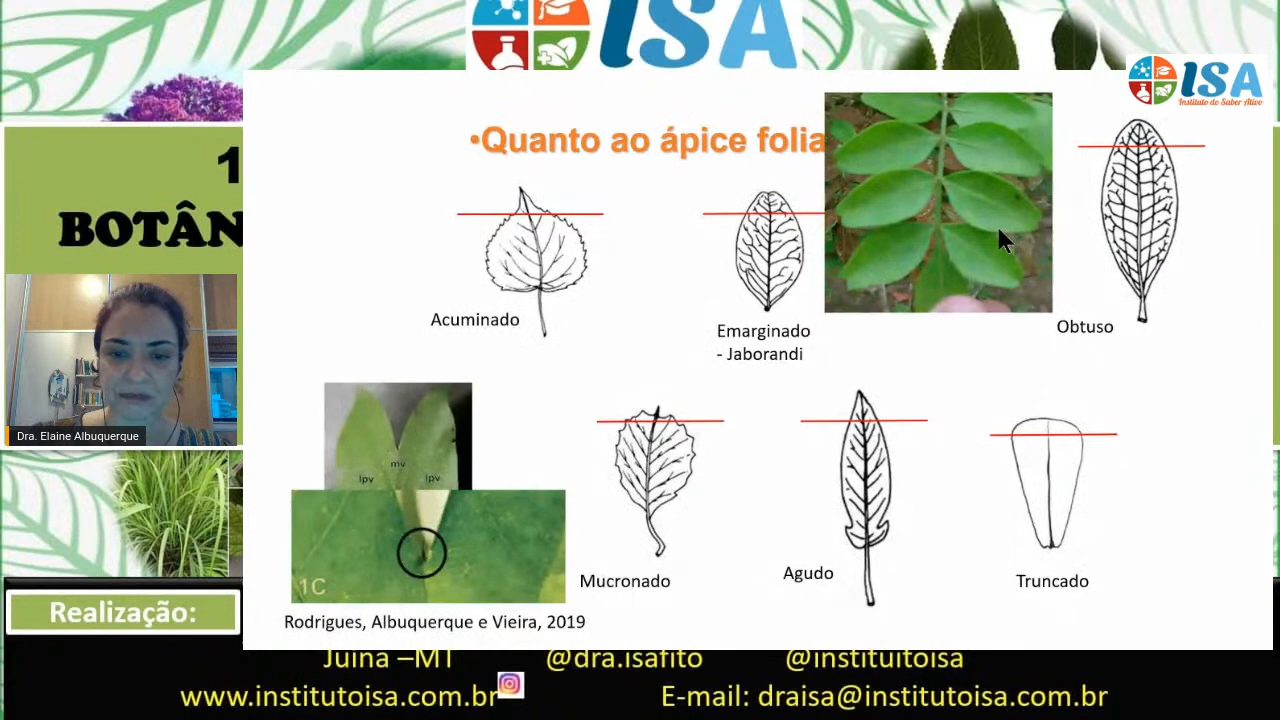 ISA
ISA
Instituto do Saber Ativo
•Quanto ao ápice folia
1
BOTÂN
Acuminado
Emarginado
- Jaborandi
Obtuso
Dra. Elaine Albuquerque
mv
lpv
lpv
1C
Mucronado
Agudo
Truncado
Rodrigues, Albuquerque e Vieira, 2019
Realização:
Juina –MT
@dra.isafito
@instituitoisa
www.institutoisa.com.br
E-mail: draisa@institutoisa.com.br